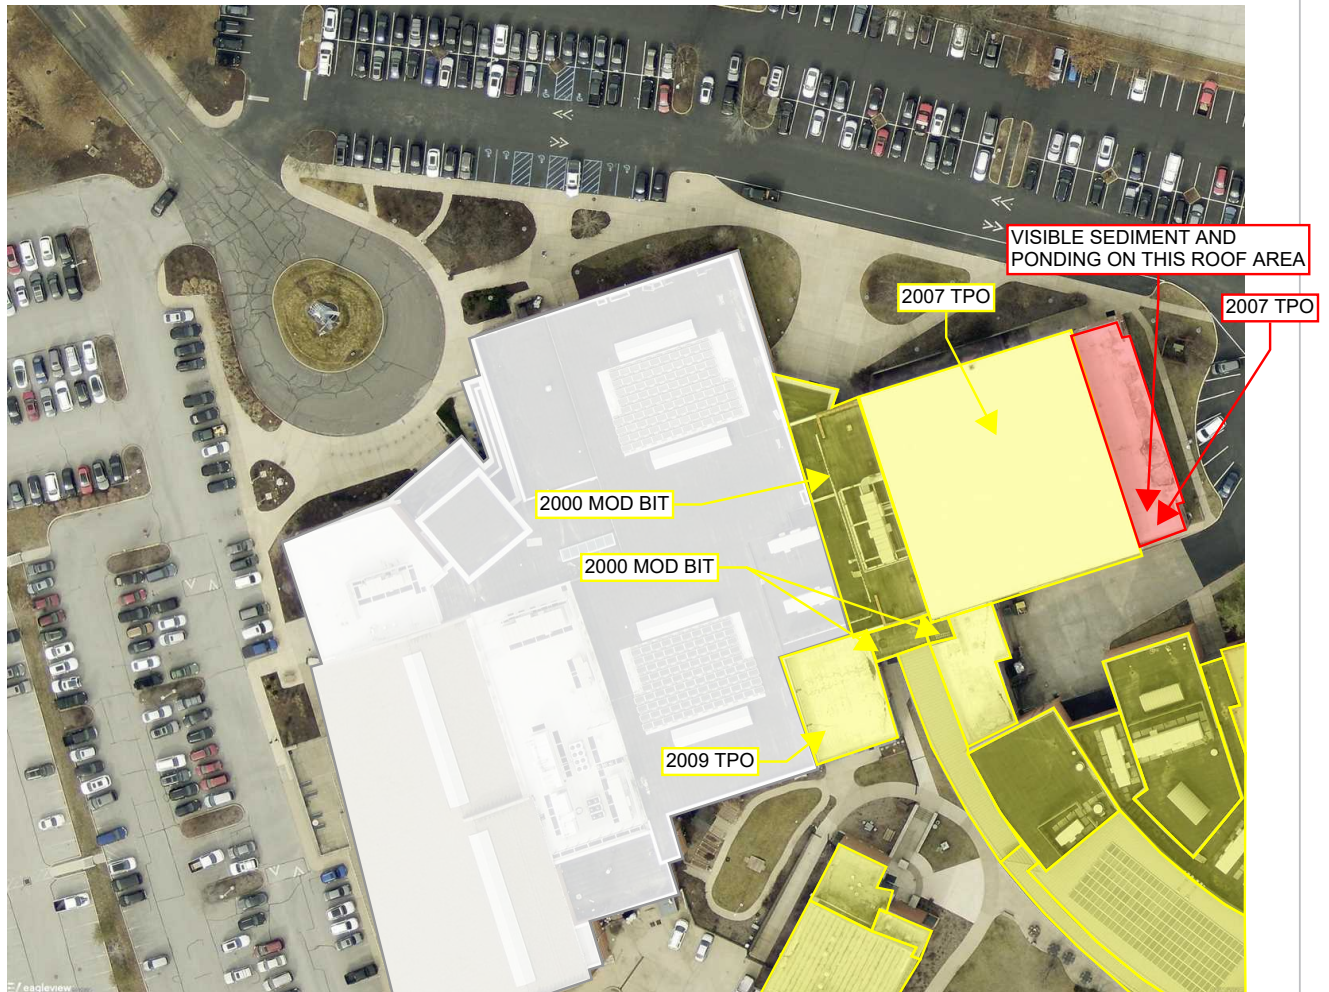 VISIBLE SEDIMENT AND
PONDING ON THIS ROOF AREA
2007 TPO
2007 TPO
2000 MOD BIT
2000 MOD BIT
2009 TPO
eagleview